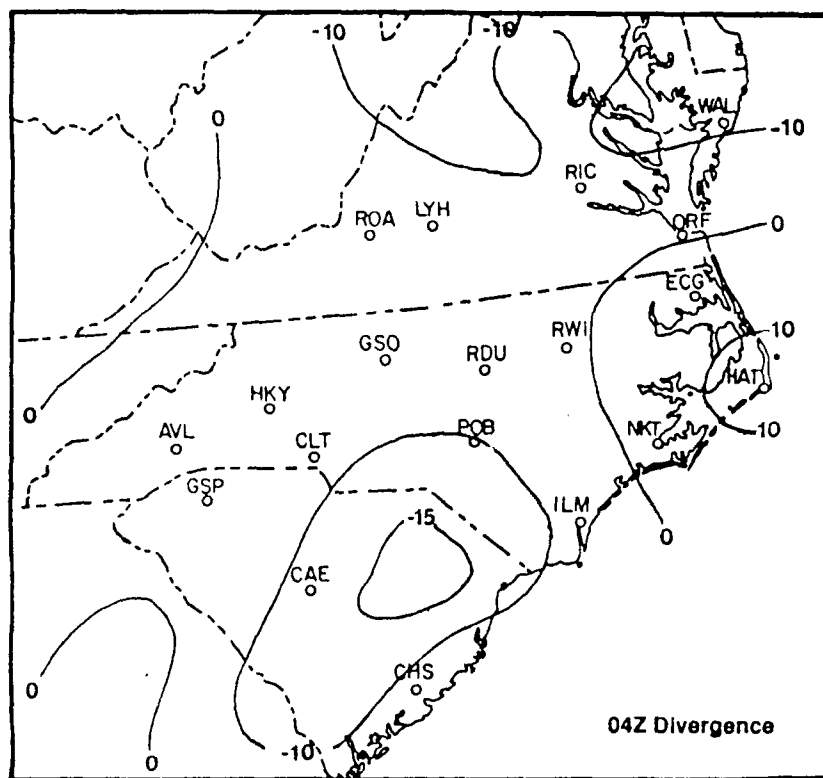 -10
-10
0
WAL
-10
RIC
LYH
ROA
ORF
0
ECG
10
GSO
RDU
RWI
HAT
HKY
0
AVL
CLT
POB
NKT
10
GSP
ILM
-15
0
CAE
CHS
0
04Z Divergence
-10
0